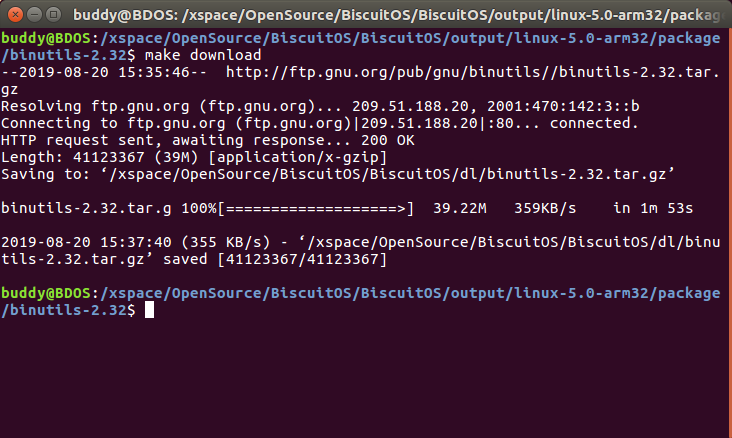 buddy@BDOS: /xspace/OpenSource/BiscuitOS/BiscuitOS/output/linux-5.0-arm32/package
buddy@BDOS:/xspace/OpenSource/BiscuitOS/BiscuitOS/output/linux-5.0-arm32/package
/binutils-2.32$ make download
--2019-08-20 15:35:46--  http://ftp.gnu.org/pub/gnu/binutils//binutils-2.32.tar.
gz
Resolving ftp.gnu.org (ftp.gnu.org)... 209.51.188.20, 2001:470:142:3::b
Connecting to ftp.gnu.org (ftp.gnu.org)|209.51.188.20|:80... connected.
HTTP request sent, awaiting response... 200 OK
Length: 41123367 (39M) [application/x-gzip]
Saving to: ‘/xspace/OpenSource/BiscuitOS/BiscuitOS/dl/binutils-2.32.tar.gz’
binutils-2.32.tar.g 100%[===================>]  39.22M   359KB/s    in 1m 53s
2019-08-20 15:37:40 (355 KB/s) - ‘/xspace/OpenSource/BiscuitOS/BiscuitOS/dl/binu
tils-2.32.tar.gz’ saved [41123367/41123367]
buddy@BDOS:/xspace/OpenSource/BiscuitOS/BiscuitOS/output/linux-5.0-arm32/package
/binutils-2.32$